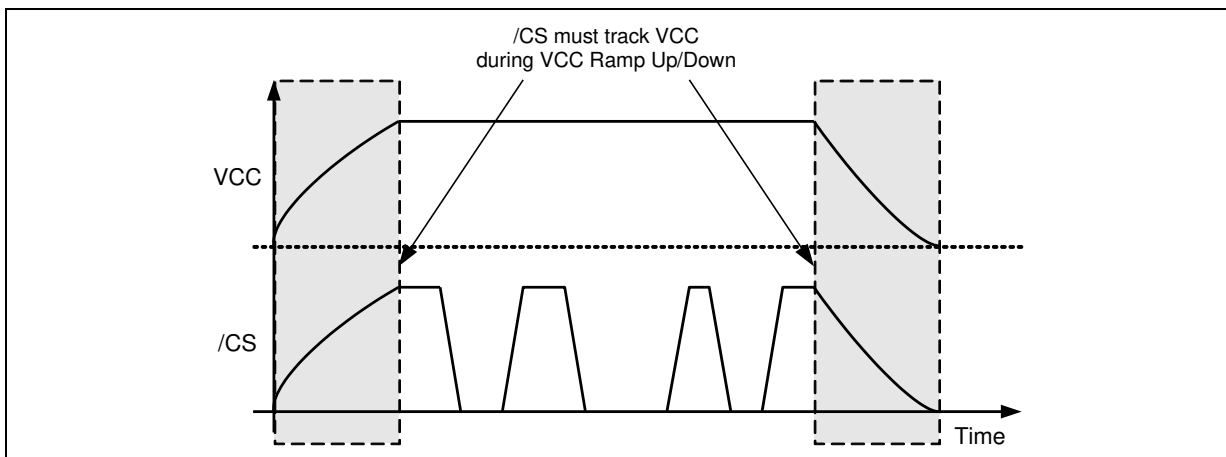 /CS must track VCC
during VCC Ramp Up/Down
VCC
/CS
Time